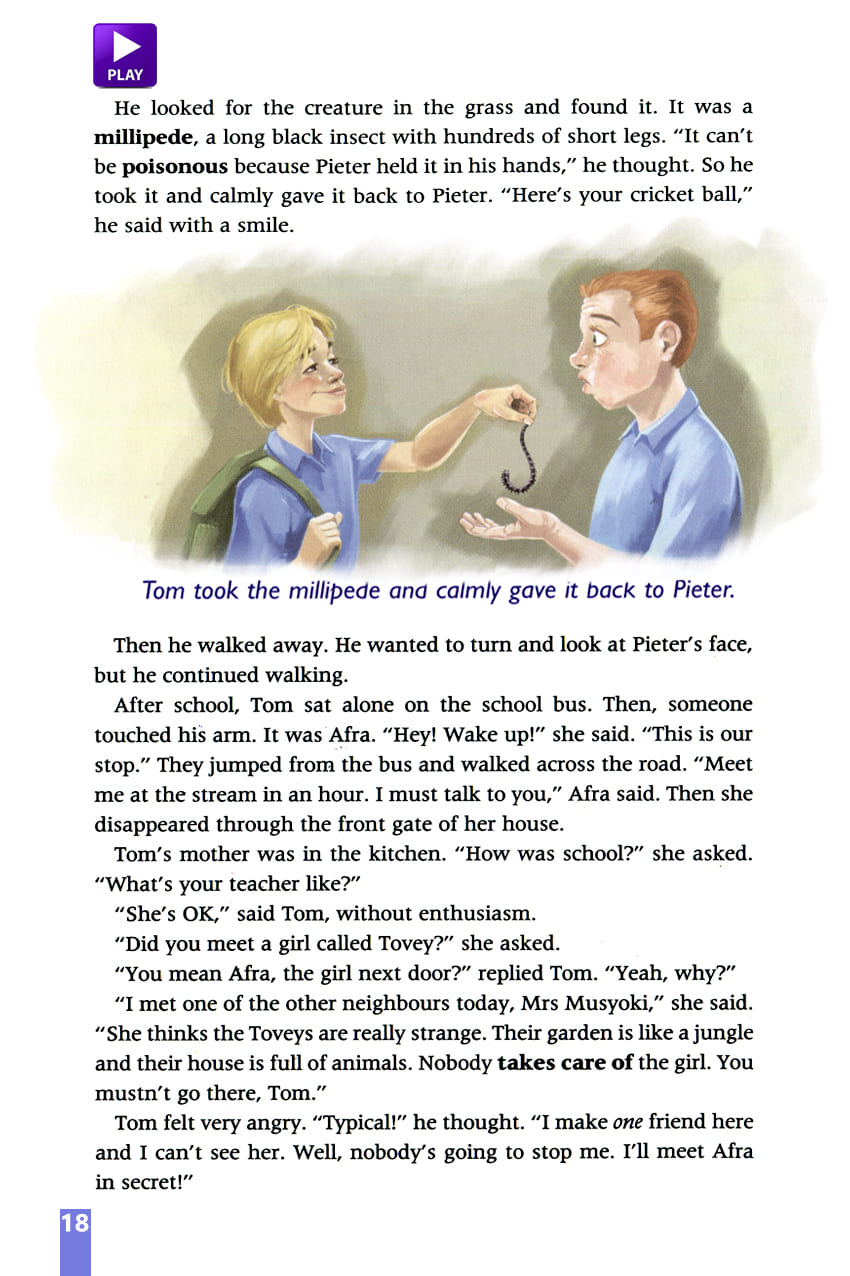 PLAY
He looked for the creature in the grass and found it. It was a
millipede, a long black insect with hundreds of short legs. “It can’t
be poisonous because Pieter held it in his hands,” he thought. So he
took it and calmly gave it back to Pieter. “Here’s your cricket ball,”
he said with a smile.
Tom took the millipede and calmly gave it back to Pieter.
Then he walked away. He wanted to turn and look at Pieter’s face,
but he continued walking.
After school, Tom sat alone on the school bus. Then, someone
touched his arm. It was Afra. “Hey! Wake up!” she said. “This is our
stop.” They jumped from the bus and walked across the road. “Meet
me at the stream in an hour. I must talk to you,” Afra said. Then she
disappeared through the front gate of her house.
Tom’s mother was in the kitchen. “How was school?” she asked.
“What’s your teacher like?”
“She’s OK,” said Tom, without enthusiasm.
“Did you meet a girl called Tovey?” she asked.
“You mean Afra, the girl next door?” replied Tom. “Yeah, why?”
“I met one of the other neighbours today, Mrs Musyoki,” she said.
“She thinks the Toveys are really strange. Their garden is like a jungle
and their house is full of animals. Nobody takes care of the girl. You
mustn’t go there, Tom.”
Tom felt very angry. “Typical!” he thought. “I make one friend here
and I can’t see her. Well, nobody’s going to stop me. I’ll meet Afra
in secret!”
18